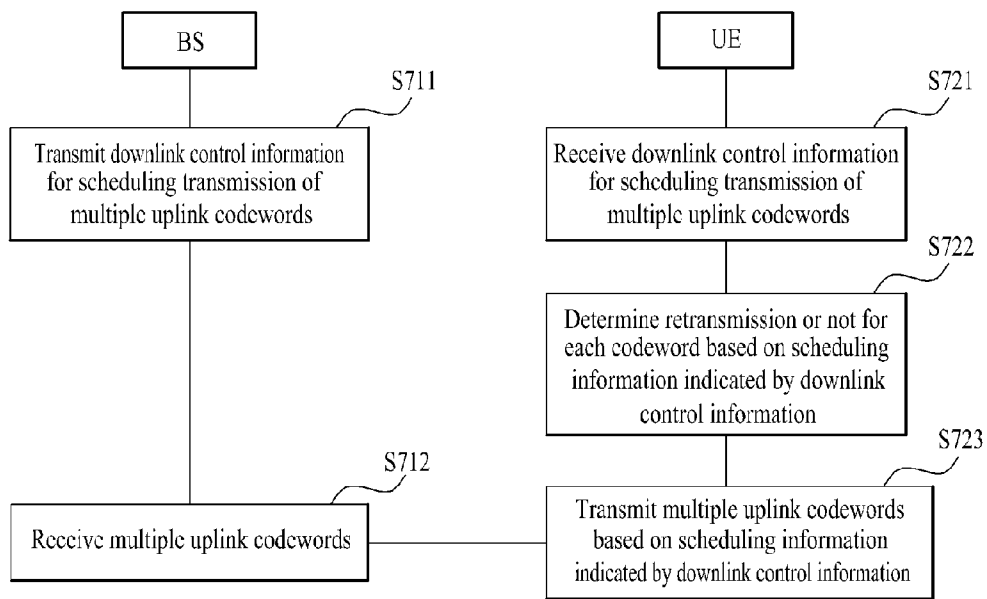 BS
S711
Transmit downlink control information
for scheduling transmission of
multiple uplink codewords
S712
Receive multiple uplink codewords
UE
S721
Receive downlink control information
for scheduling transmission of
multiple uplink codewords
S722
Determine retransmission or not for
each codeword based on scheduling
information indicated by downlink
control information
S723
Transmit multiple uplink codewords
based on scheduling information
indicated by downlink control information